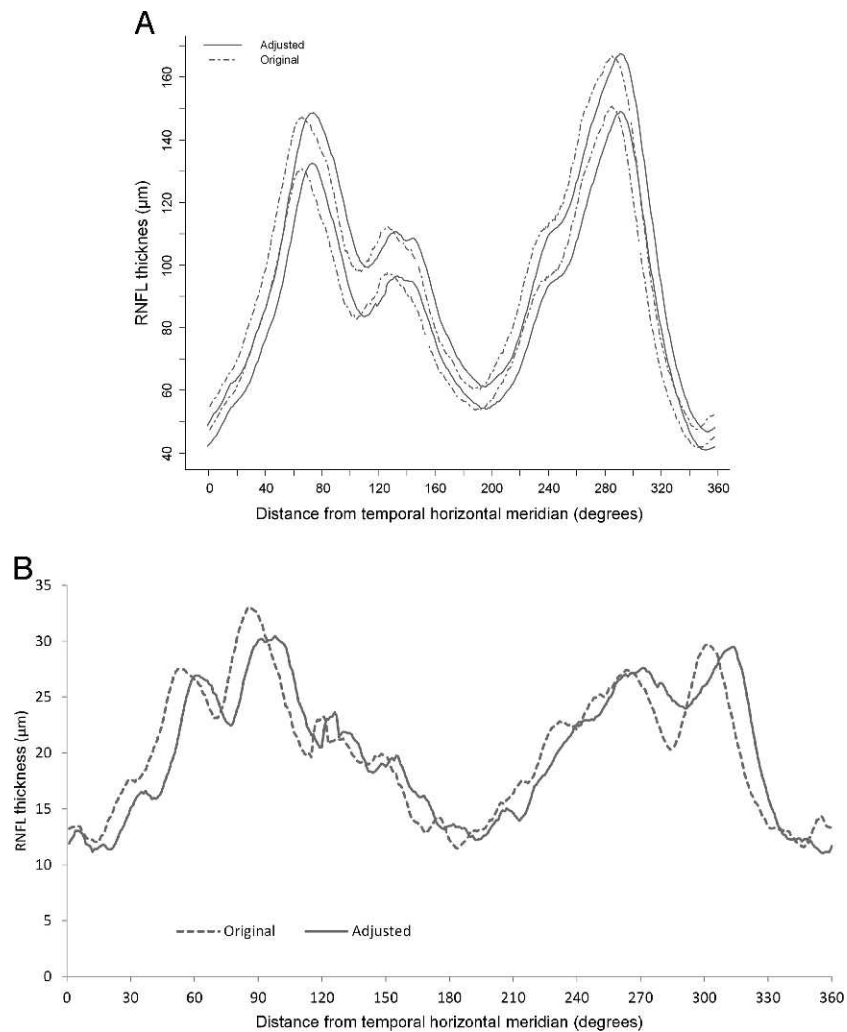 A
Adjusted
Original
RNFL thicknes (µm)
160
140
120
100
80
60
40
0 40 80 120 160 200 240 280 320 360
Distance from temporal horizontal meridian (degrees)
B
RNFL thickness (µm)
35
30
25
20
15
10
5
0
Original Adjusted
0 30 60 90 120 150 180 210 240 270 300 330 360
Distance from temporal horizontal meridian (degrees)